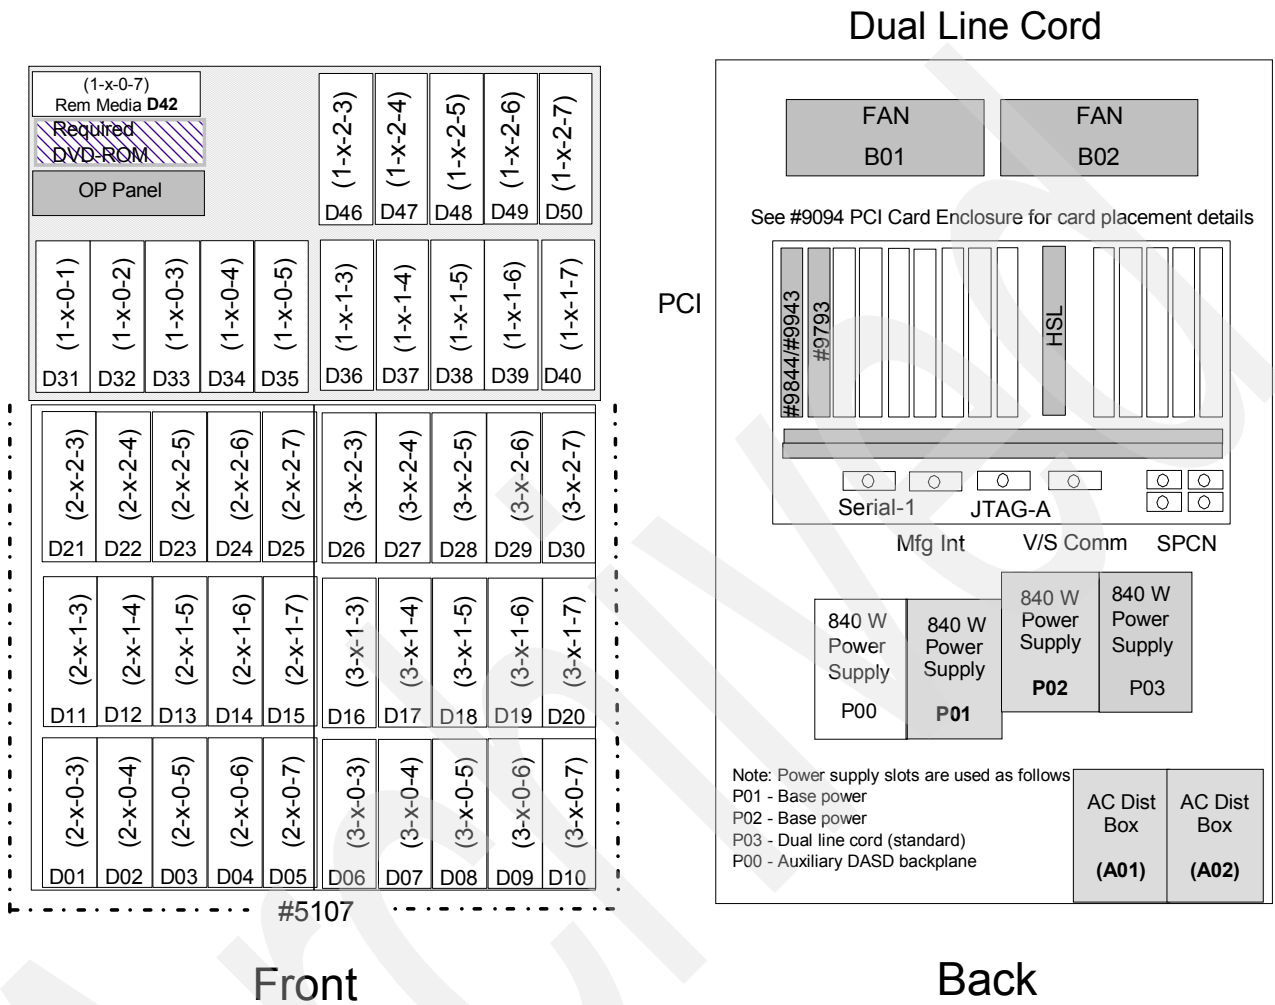 Dual Line Cord
(1-x-0-7)
Rem Media D42
Required
DVD-ROM
OP Panel
(1-x-2-3)
(1-x-2-4)
(1-x-2-5)
(1-x-2-6)
(1-x-2-7)
D46
D47
D48
D49
D50
(1-x-0-1)
(1-x-0-2)
(1-x-0-3)
(1-x-0-4)
(1-x-0-5)
(1-x-1-3)
(1-x-1-4)
(1-x-1-5)
(1-x-1-6)
(1-x-1-7)
D31
D32
D33
D34
D35
D36
D37
D38
D39
D40
(2-x-2-3)
(2-x-2-4)
(2-x-2-5)
(2-x-2-6)
(2-x-2-7)
(3-x-2-3)
(3-x-2-4)
(3-x-2-5)
(3-x-2-6)
(3-x-2-7)
D21
D22
D23
D24
D25
D26
D27
D28
D29
D30
(2-x-1-3)
(2-x-1-4)
(2-x-1-5)
(2-x-1-6)
(2-x-1-7)
(3-x-1-3)
(3-x-1-4)
(3-x-1-5)
(3-x-1-6)
(3-x-1-7)
D11
D12
D13
D14
D15
D16
D17
D18
D19
D20
(2-x-0-3)
(2-x-0-4)
(2-x-0-5)
(2-x-0-6)
(2-x-0-7)
(3-x-0-3)
(3-x-0-4)
(3-x-0-5)
(3-x-0-6)
(3-x-0-7)
D01
D02
D03
D04
D05
D06
D07
D08
D09
D10
#5107
Front
FAN
B01
FAN
B02
See #9094 PCI Card Enclosure for card placement details
PCI
#9844/#9943
#9793
HSL
Serial-1
JTAG-A
Mfg Int
V/S Comm
SPCN
840 W
Power
Supply
P00
840 W
Power
Supply
P01
840 W
Power
Supply
P02
840 W
Power
Supply
P03
Note: Power supply slots are used as follows
P01 - Base power
P02 - Base power
P03 - Dual line cord (standard)
P00 - Auxiliary DASD backplane
AC Dist
Box
(A01)
AC Dist
Box
(A02)
Back
Archived